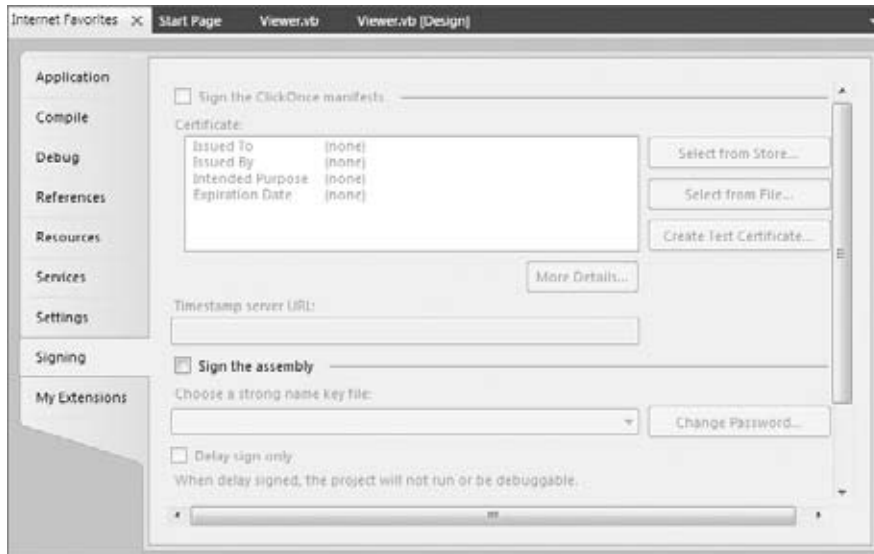 Internet Favorites Start Page Viewer.vb Viewer.vb [Design]
Application
Compile
Debug
References
Resources
Services
Settings
Signing
My Extensions
Sign the ClickOnce manifests
Certificate:
Issued To (none)
Issued By (none)
Intended Purpose (none)
Expiration Date (none)
Select from Store...
Select from File...
Create Test Certificate...
More Details...
Timestamp server URL:
Sign the assembly
Choose a strong name key file:
Change Password...
Delay sign only
When delay signed, the project will not run or be debuggable.